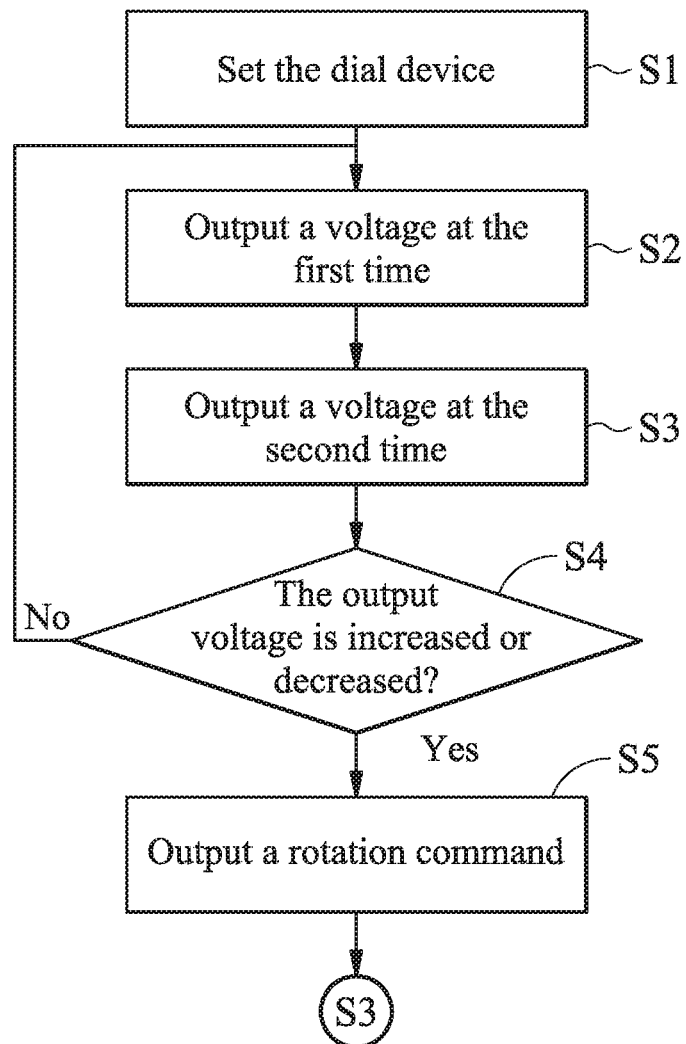 Set the dial device
S1
Output a voltage at the
first time
S2
Output a voltage at the
second time
S3
S4
The output
voltage is increased or
decreased?
No
Yes
S5
Output a rotation command
S3